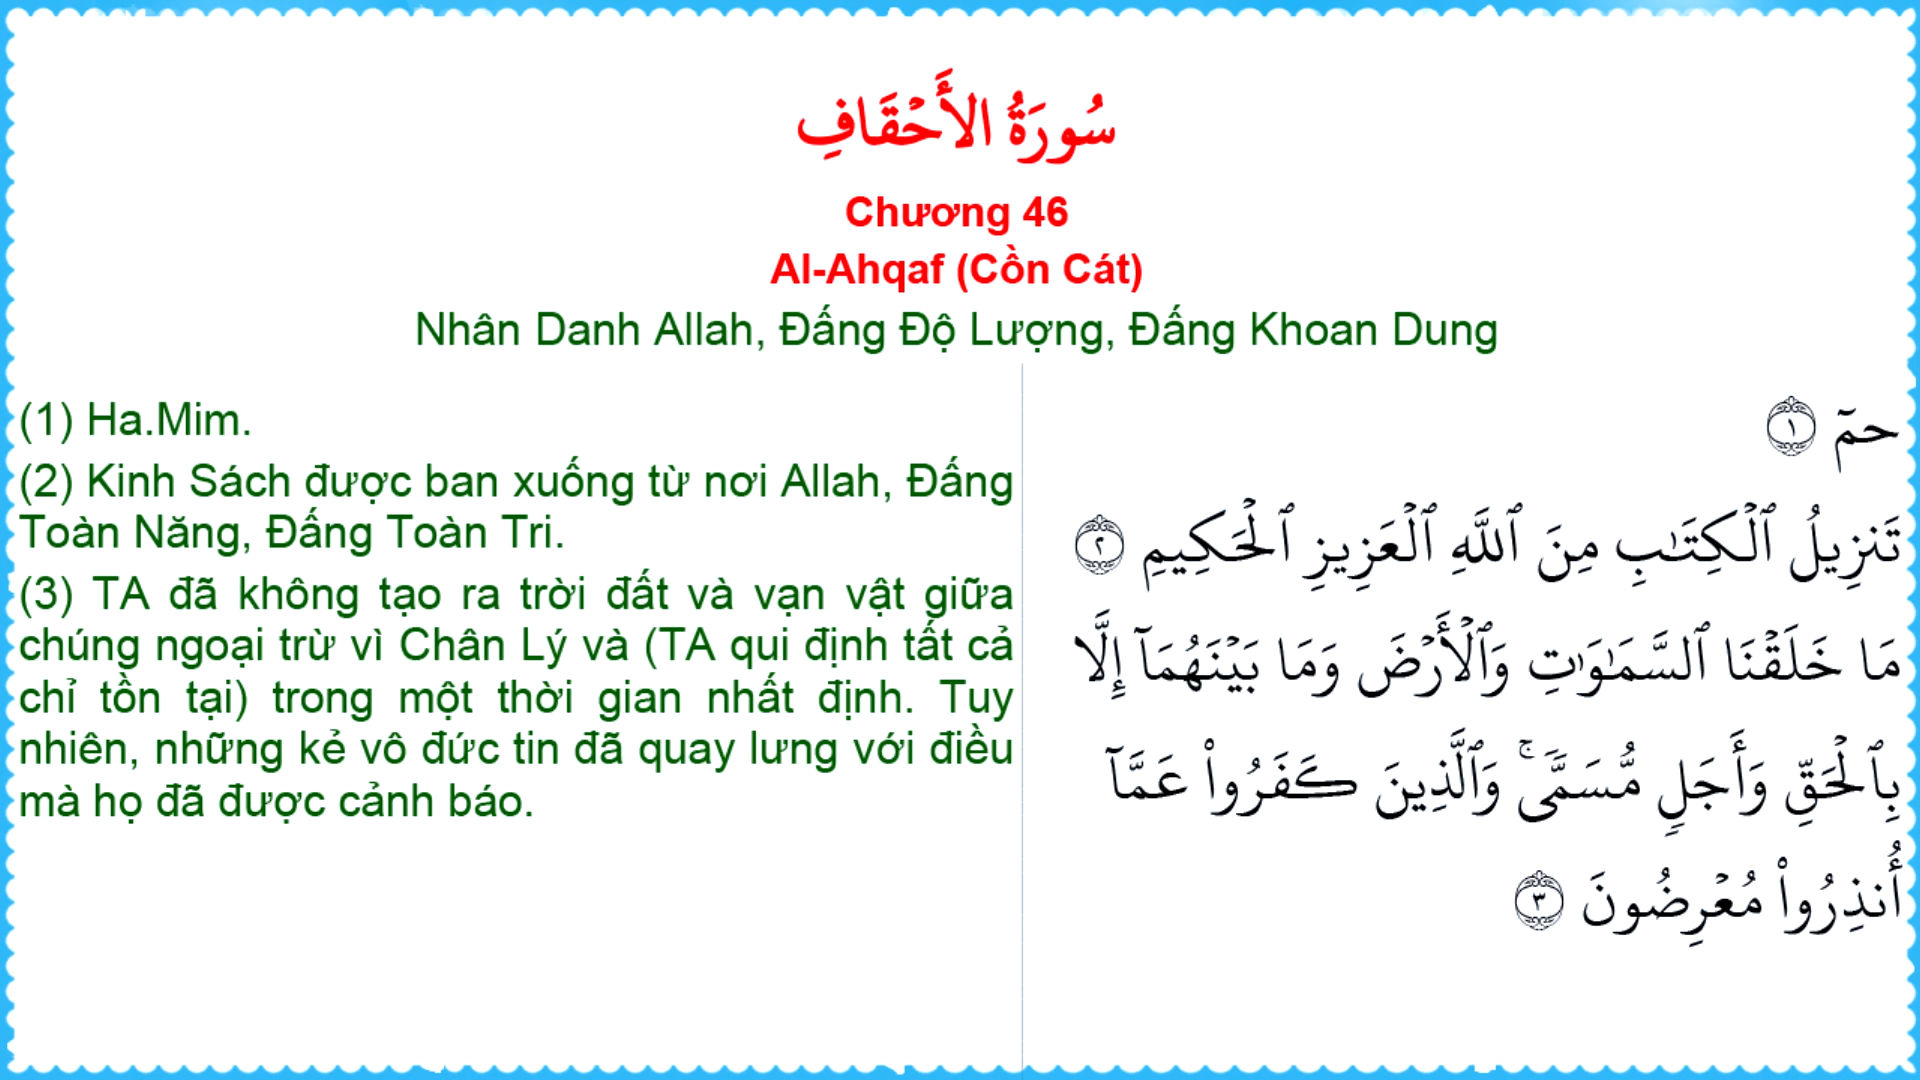 سُورَةُ الأَحۡقَافِ
Chương 46
Al-Ahqaf (Cồn Cát)
Nhân Danh Allah, Đấng Độ Lượng, Đấng Khoan Dung
(1) Ha.Mim.
(2) Kinh Sách được ban xuống từ nơi Allah, Đấng
Toàn Năng, Đấng Toàn Tri.
(3) TA đã không tạo ra trời đất và vạn vật giữa
chúng ngoại trừ vì Chân Lý và (TA qui định tất cả
chỉ tồn tại) trong một thời gian nhất định. Tuy
nhiên, những kẻ vô đức tin đã quay lưng với điều
mà họ đã được cảnh báo.
حمٓ ١
تَنزِيلُ ٱلۡكِتَٰبِ مِنَ ٱللَّهِ ٱلۡعَزِيزِ ٱلۡحَكِيمِ ٢
مَا خَلَقۡنَا ٱلسَّمَٰوَٰتِ وَٱلۡأَرۡضَ وَمَا بَيۡنَهُمَآ إِلَّا
بِٱلۡحَقِّ وَأَجَلٖ مُّسَمّٗىۚ وَٱلَّذِينَ كَفَرُواْ عَمَّآ
أُنذِرُواْ مُعۡرِضُونَ ٣